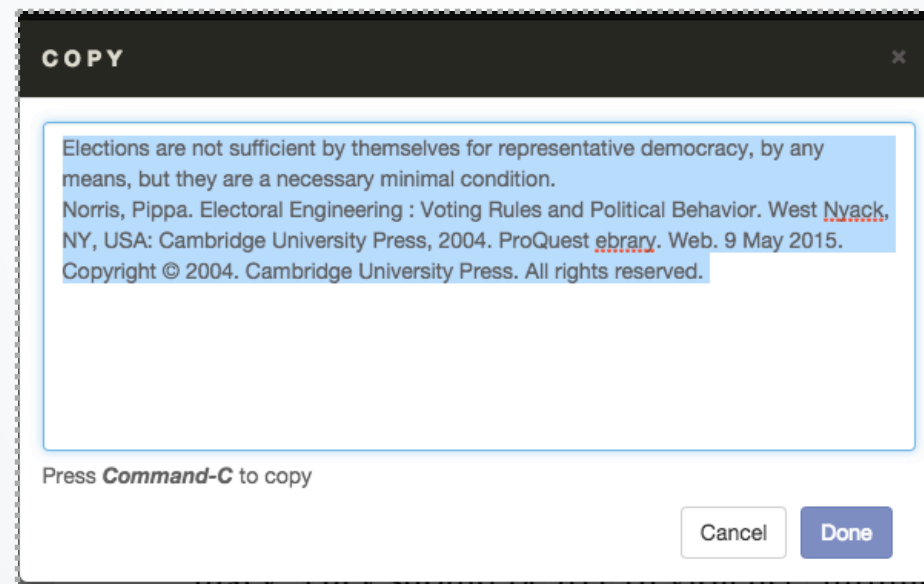 COPY
×
Elections are not sufficient by themselves for representative democracy, by any
means, but they are a necessary minimal condition.
Norris, Pippa. Electoral Engineering : Voting Rules and Political Behavior. West Nyack,
NY, USA: Cambridge University Press, 2004. ProQuest ebrary. Web. 9 May 2015.
Copyright © 2004. Cambridge University Press. All rights reserved.
Press Command-C to copy
Cancel Done